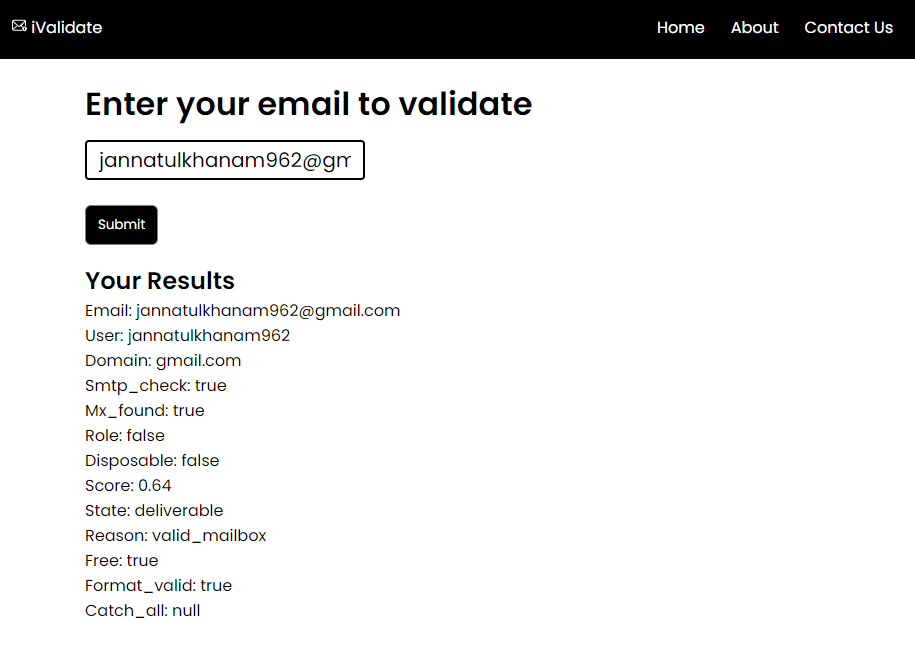 iValidate Home About Contact Us
Enter your email to validate
jannatulkhanam962@gm
Submit
Your Results
Email: jannatulkhanam962@gmail.com
User: jannatulkhanam962
Domain: gmail.com
Smtp_check: true
Mx_found: true
Role: false
Disposable: false
Score: 0.64
State: deliverable
Reason: valid_mailbox
Free: true
Format_valid: true
Catch_all: null